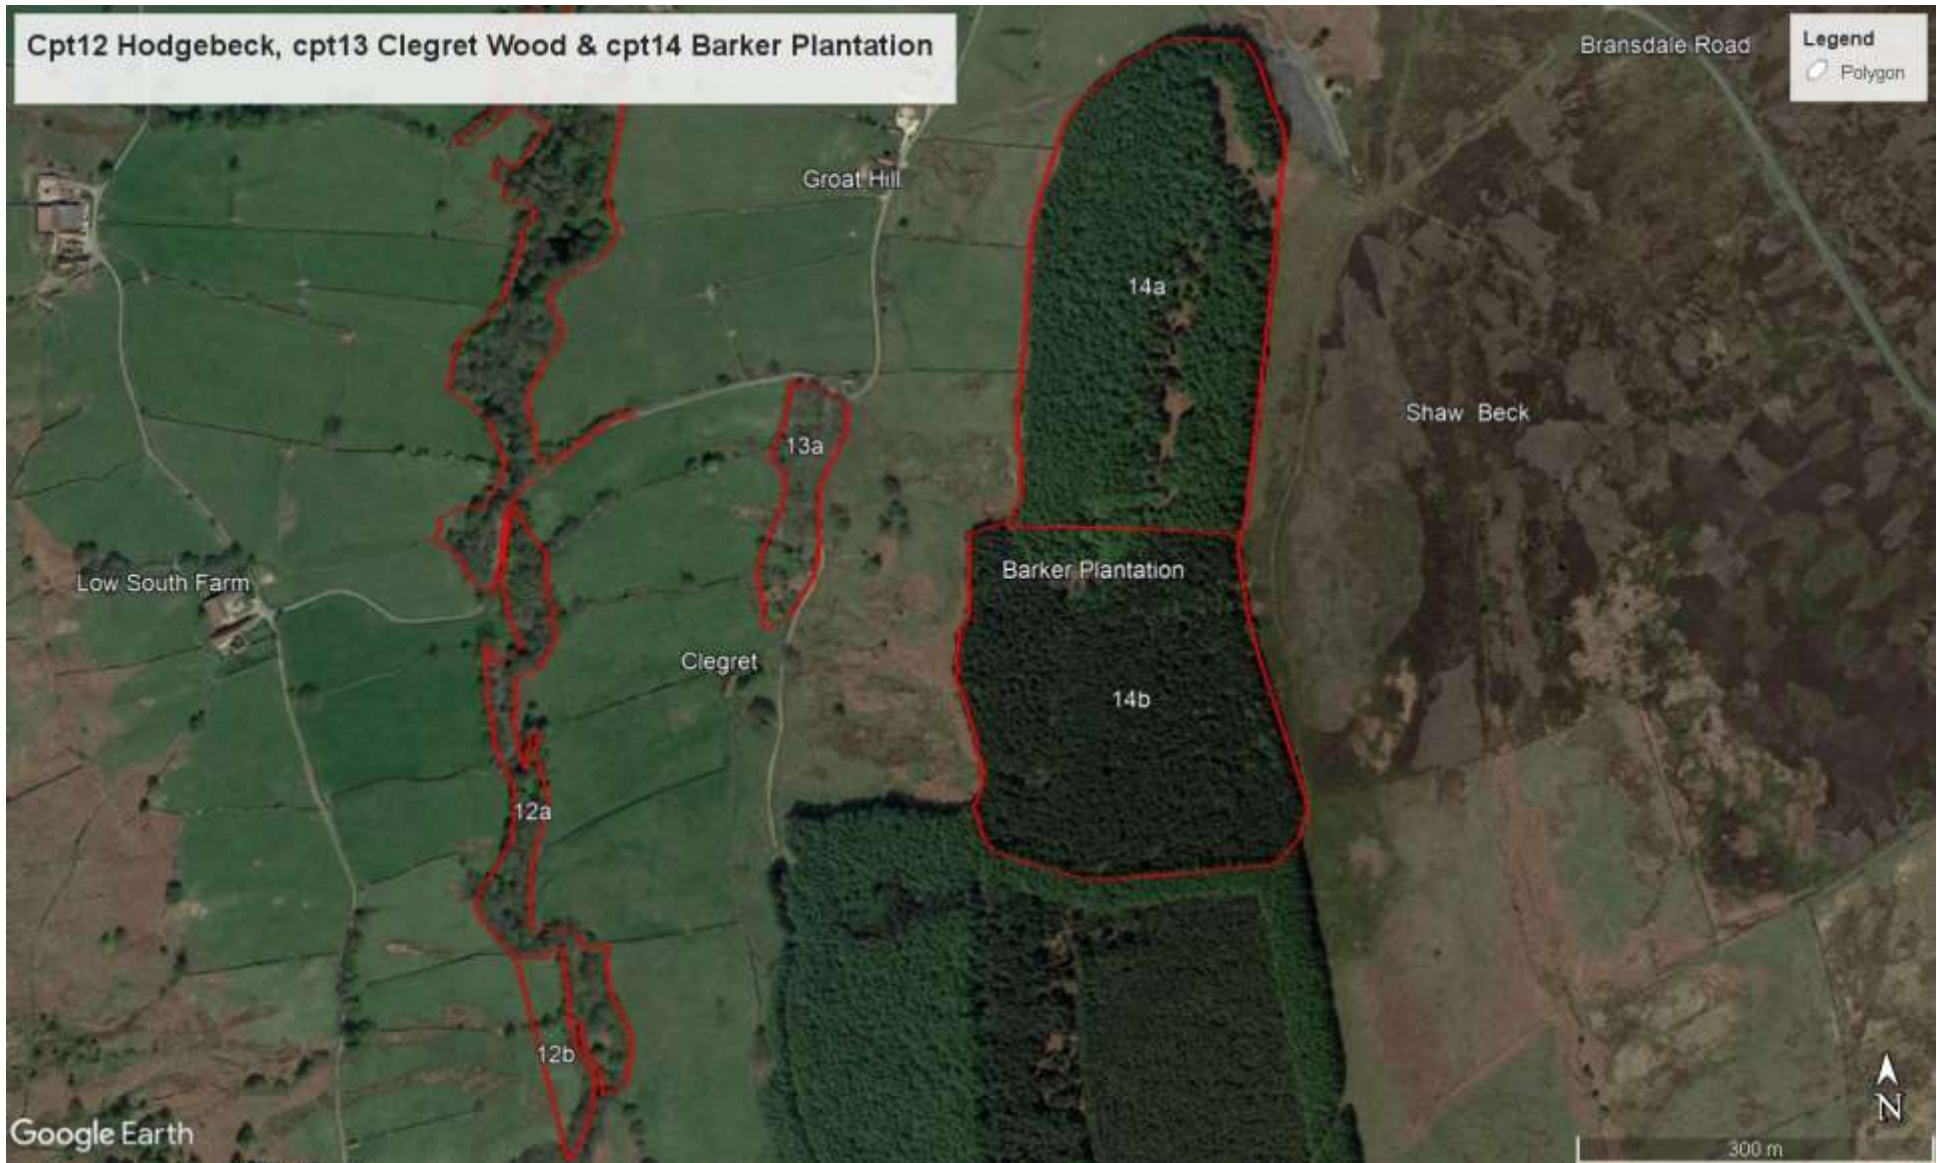 Cpt12 Hodgebeck, cpt13 Clegret Wood & cpt14 Barker Plantation
Bransdale Road
Legend
Polygon
Groat Hill
14a
Shaw Beck
13a
Barker Plantation
Low South Farm
Clegret
14b
12a
12b
N
Google Earth
300 m